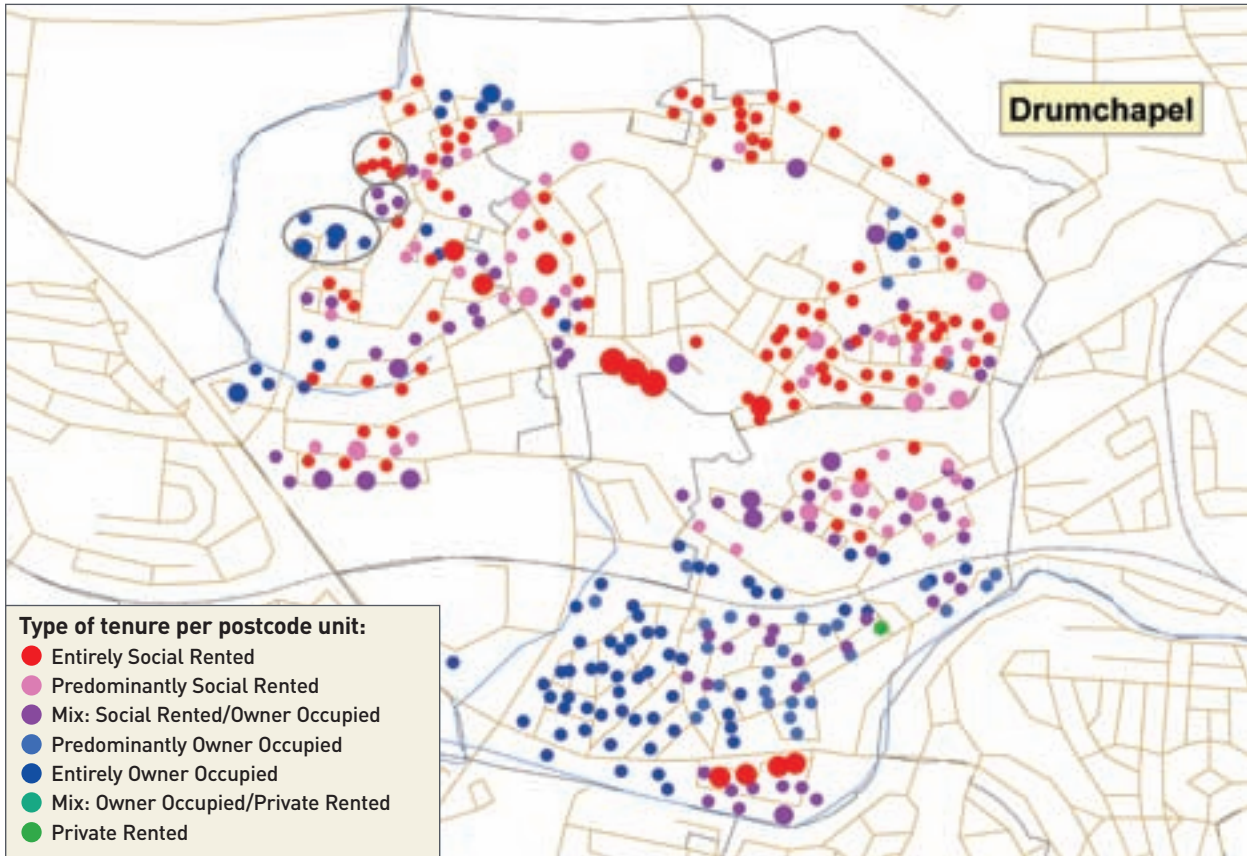 Drumchapel
Type of tenure per postcode unit:
Entirely Social Rented
Predominantly Social Rented
Mix: Social Rented/Owner Occupied
Predominantly Owner Occupied
Entirely Owner Occupied
Mix: Owner Occupied/Private Rented
Private Rented